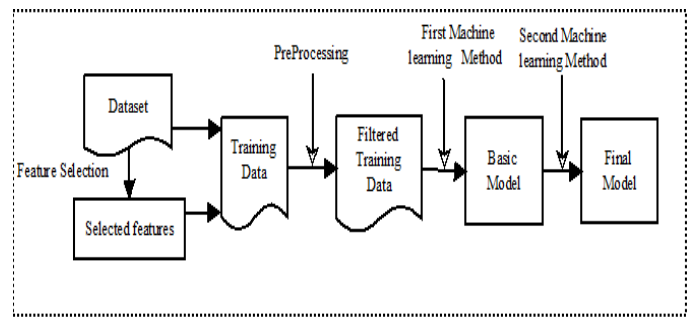 First Machine
learning Method
Second Machine
learning Method
PreProcessing
Dataset
Training
Data
Filtered
Training
Data
Basic
Model
Final
Model
Feature Selection
Selected features